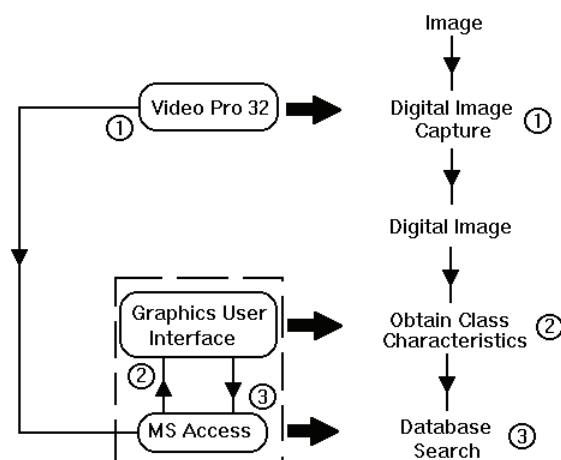 Image
Video Pro 32
①
Digital Image
Capture
①
Digital Image
Graphics User
Interface
Obtain Class
Characteristics
②
②
③
MS Access
Database
Search
③